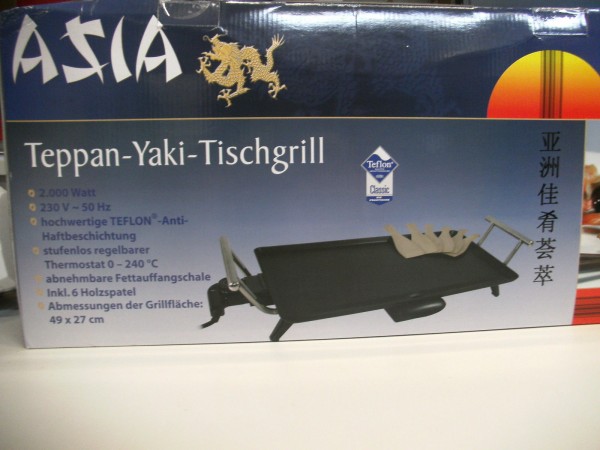 ASIA
Teppan-Yaki-Tischgrill
Teflon
Classic
2.000 Watt
230 V ~ 50 Hz
hochwertige TEFLON®-Anti-
Haftbeschichtung
stufenlos regelbarer
Thermostat 0 – 240 °C
abnehmbare Fettauffangschale
Inkl. 6 Holzspatel
Abmessungen der Grillfläche:
49 x 27 cm
亚洲佳肴荟萃